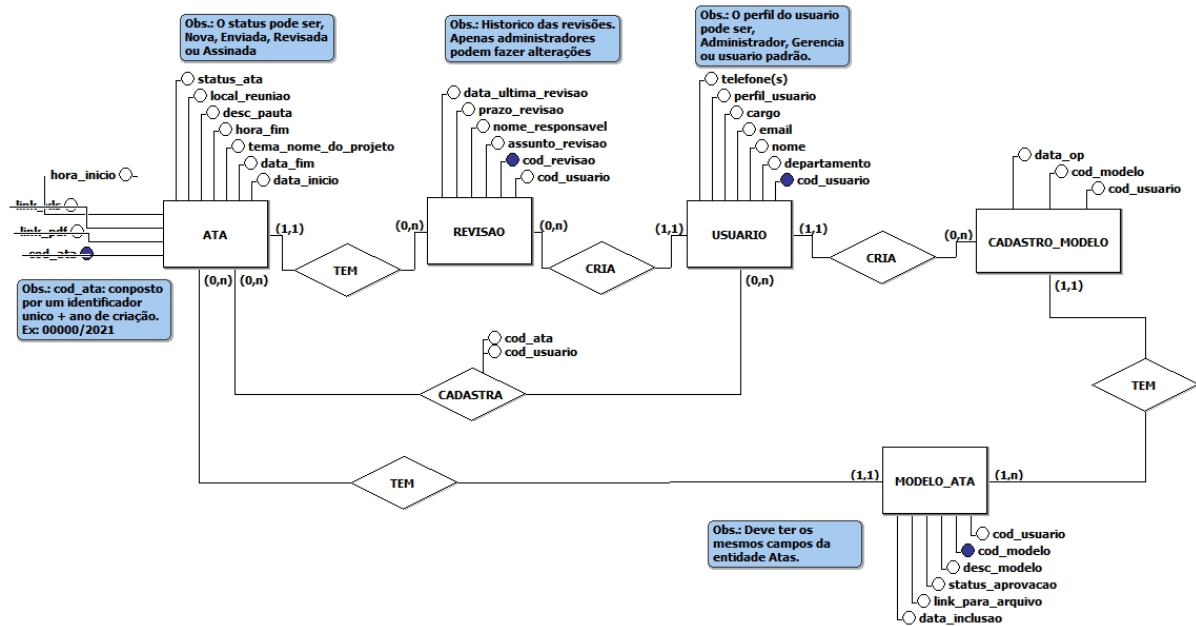 Obs.: O status pode ser,
Nova, Enviada, Revisada
ou Assinada
Obs.: Historico das revisões.
Apenas administradores
podem fazer alterações
Obs.: O perfil do usuario
pode ser,
Administrador, Gerencia
ou usuario padrão.
status_ata
local_reuniao
desc_pauta
hora_fim
tema_nome_do_projeto
data_fim
data_inicio
hora_inicio
link_pdf
cod_ata
data_ultima_revisao
prazo_revisao
nome_responsavel
assunto_revisao
cod_revisao
cod_usuario
telefone(s)
perfil_usuario
cargo
email
nome
departamento
cod_usuario
data_op
cod_modelo
cod_usuario
ATA
(1,1)
TEM
(0,n)
REVISAO
(0,n)
CRIA
(1,1)
USUARIO
(1,1)
CRIA
(0,n)
CADASTRO_MODELO
(0,n)
(0,n)
(0,n)
(1,1)
Obs.: cod_ata: conposto
por um identificador
unico + ano de criação.
Ex: 00000/2021
cod_ata
cod_usuario
CADASTRA
TEM
TEM
(1,1)
MODELO_ATA
(1,n)
Obs.: Deve ter os
mesmos campos da
entidade Atas.
cod_usuario
cod_modelo
desc_modelo
status_aprovacao
link_para_arquivo
data_inclusao